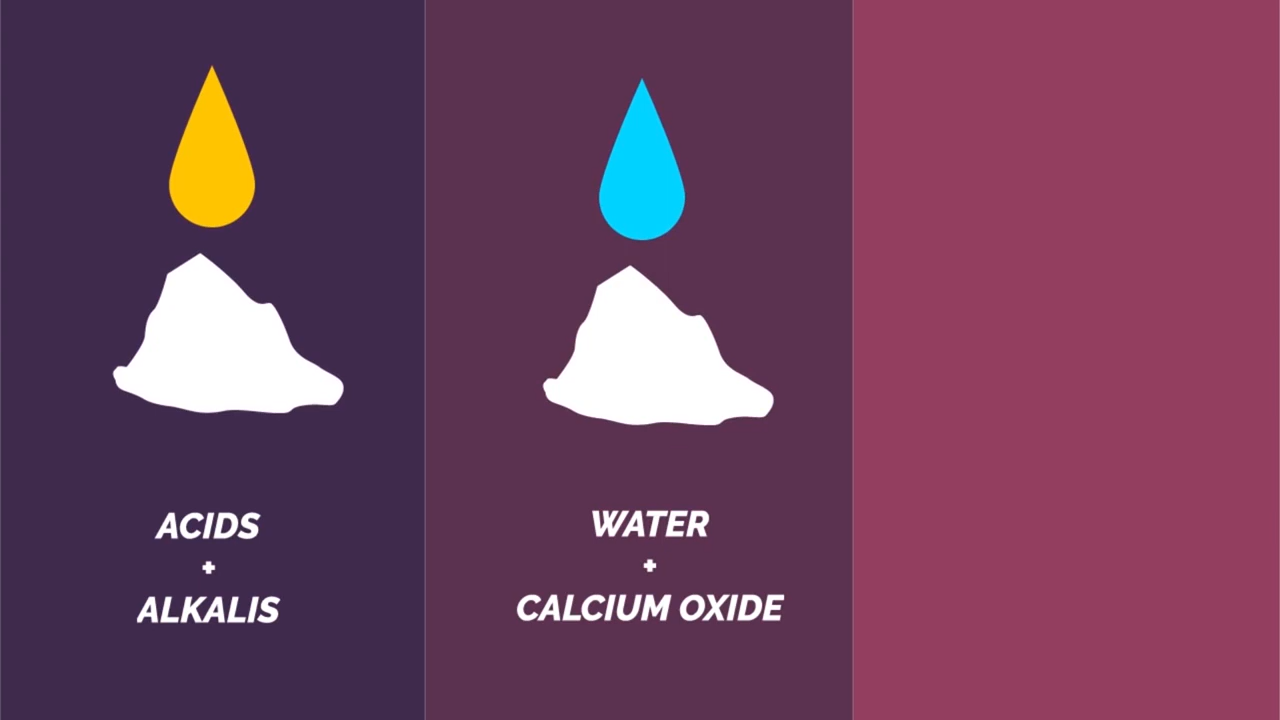 ACIDS
+
ALKALIS
WATER
+
CALCIUM OXIDE